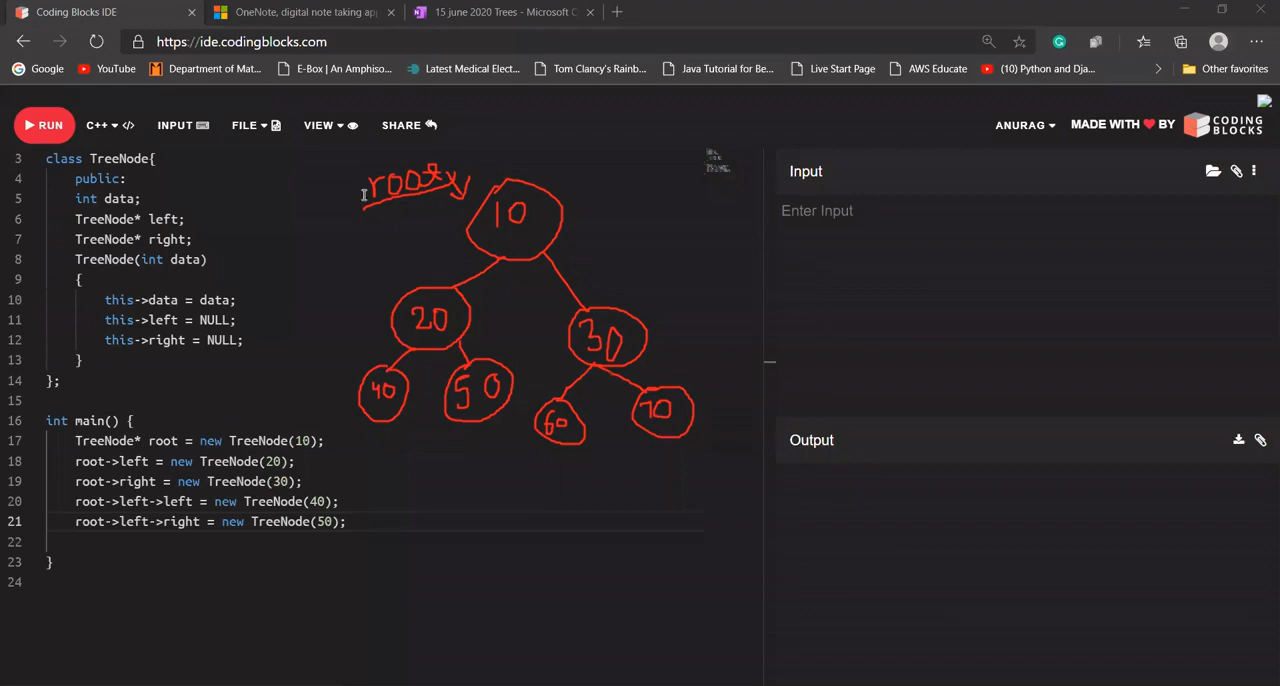 Coding Blocks IDE
OneNote, digital note taking ap
15 june 2020 Trees - Microsoft C
https://ide.codingblocks.com
Google YouTube Department of Mat... E-Box | An Amphiso... Latest Medical Elect... Tom Clancy's Rainb... Java Tutorial for Be... Live Start Page AWS Educate (10) Python and Dja... Other favorites
RUN C++ </> INPUT FILE VIEW SHARE ANURAG MADE WITH ❤ BY CODING BLOCKS
3 class TreeNode{
4 public:
5 int data;
6 TreeNode* left;
7 TreeNode* right;
8 TreeNode(int data)
9 {
10 this->data = data;
11 this->left = NULL;
12 this->right = NULL;
13 }
14 };
15
16 int main() {
17 TreeNode* root = new TreeNode(10);
18 root->left = new TreeNode(20);
19 root->right = new TreeNode(30);
20 root->left->left = new TreeNode(40);
21 root->left->right = new TreeNode(50);
22
23 }
24
root
10
20
30
40
50
60
70
Input
Enter Input
Output